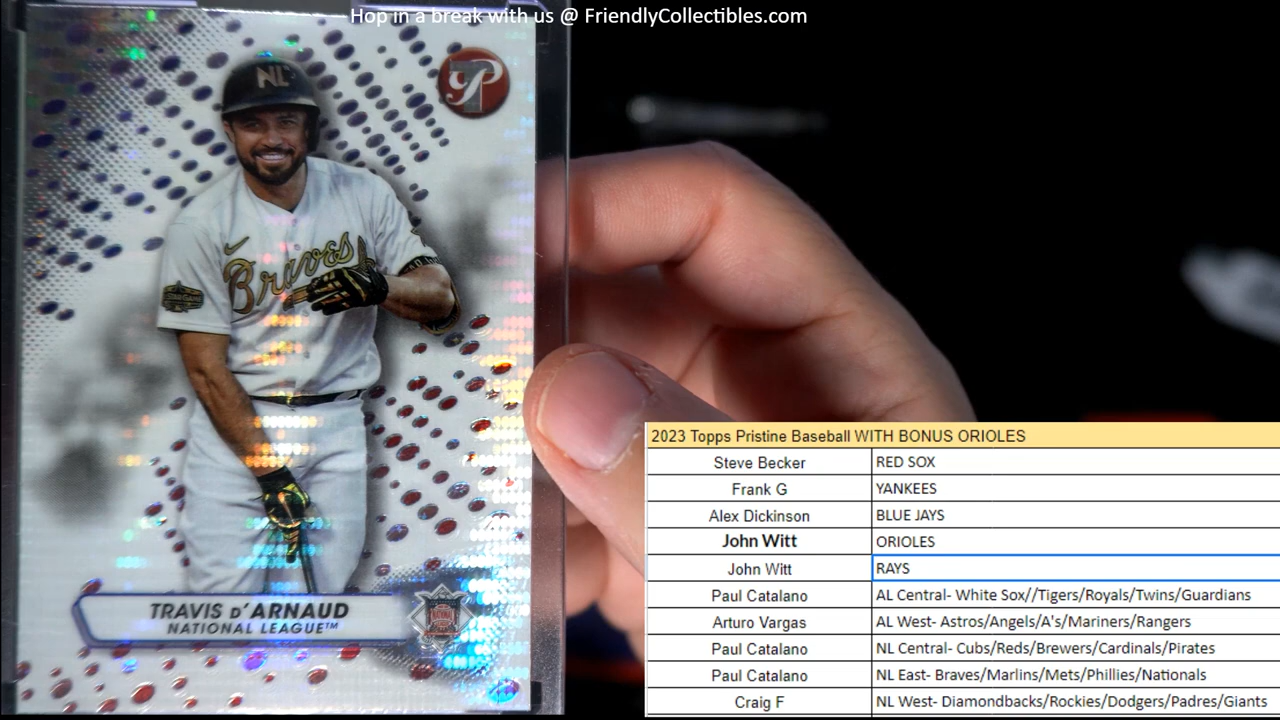 Hop in a break with us @ FriendlyCollectibles.com
NL
P
Braves
TRAVIS D'ARNAUD
NATIONAL LEAGUE™
2023 Topps Pristine Baseball WITH BONUS ORIOLES
Steve Becker RED SOX
Frank G YANKEES
Alex Dickinson BLUE JAYS
John Witt ORIOLES
John Witt RAYS
Paul Catalano AL Central- White Sox//Tigers/Royals/Twins/Guardians
Arturo Vargas AL West- Astros/Angels/A's/Mariners/Rangers
Paul Catalano NL Central- Cubs/Reds/Brewers/Cardinals/Pirates
Paul Catalano NL East- Braves/Marlins/Mets/Phillies/Nationals
Craig F NL West- Diamondbacks/Rockies/Dodgers/Padres/Giants